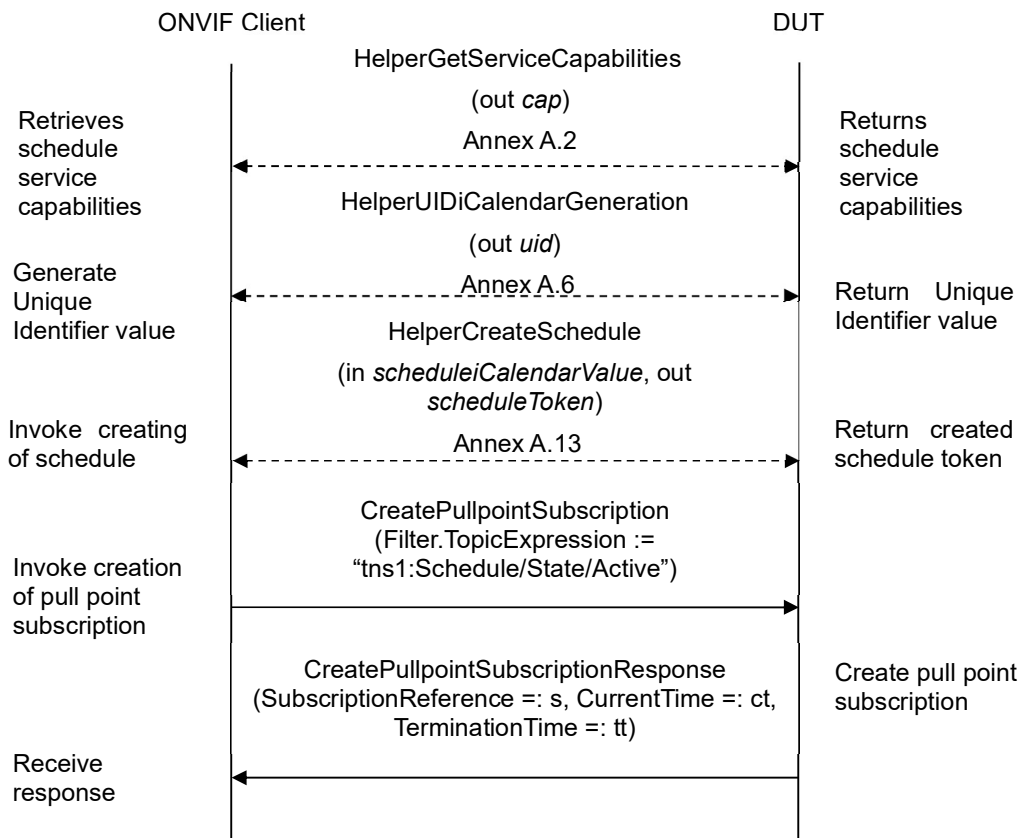 ONVIF Client
DUT
HelperGetServiceCapabilities
(out cap)
Annex A.2
Retrieves
schedule
service
capabilities
Returns
schedule
service
capabilities
HelperUIDiCalendarGeneration
(out uid)
Annex A.6
Generate
Unique
Identifier value
Return Unique
Identifier value
HelperCreateSchedule
(in scheduleiCalendarValue, out
scheduleToken)
Annex A.13
Invoke creating
of schedule
Return created
schedule token
CreatePullpointSubscription
(Filter.TopicExpression :=
“tns1:Schedule/State/Active”)
Invoke creation
of pull point
subscription
CreatePullpointSubscriptionResponse
(SubscriptionReference =: s, CurrentTime =: ct,
TerminationTime =: tt)
Create pull point
subscription
Receive
response